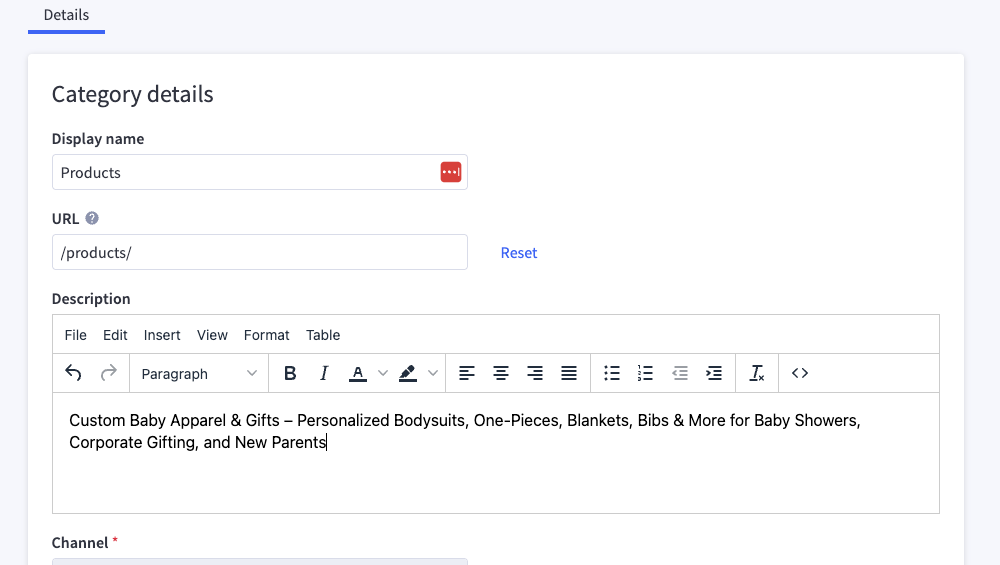 Details
Category details
Display name
Products
URL ?
/products/
Reset
Description
File Edit Insert View Format Table
Paragraph B I A
Custom Baby Apparel & Gifts – Personalized Bodysuits, One-Pieces, Blankets, Bibs & More for Baby Showers,
Corporate Gifting, and New Parents
Channel *